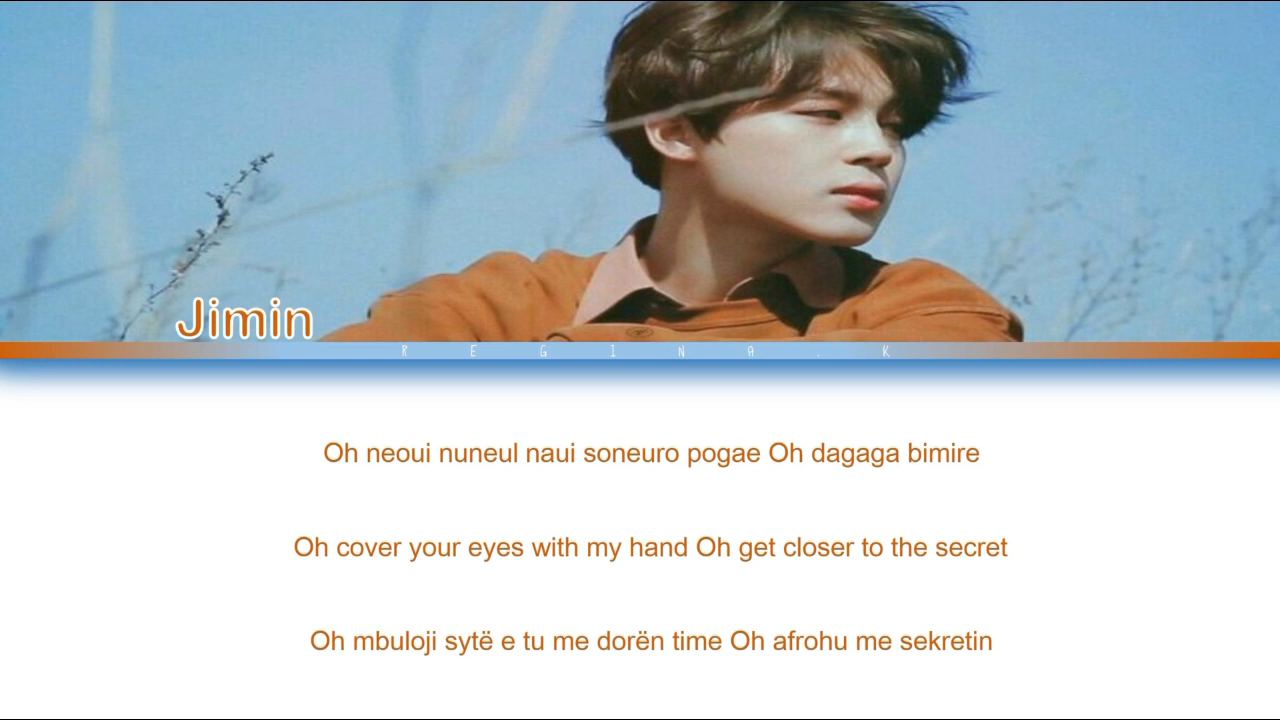 Jimin
R E G I N A . K
Oh neoui nuneul naui soneuro pogae Oh dagaga bimire
Oh cover your eyes with my hand Oh get closer to the secret
Oh mbuloji sytë e tu me dorën time Oh afrohu me sekretin